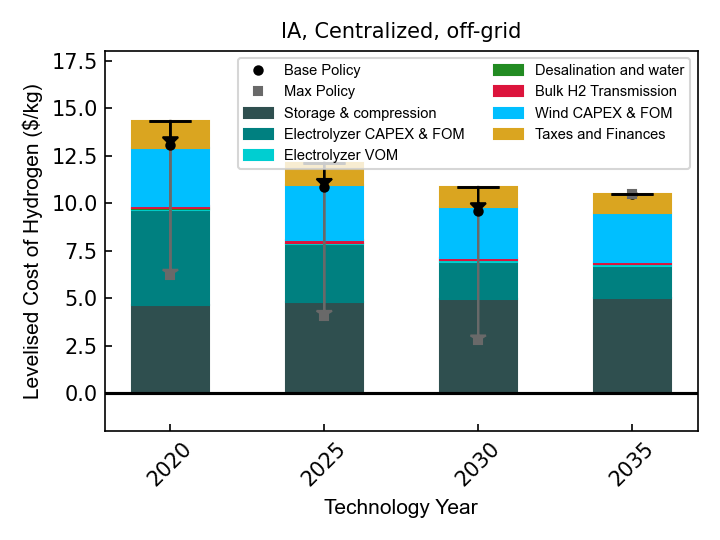 IA, Centralized, off-grid
Levelised Cost of Hydrogen ($/kg)
17.5
15.0
12.5
10.0
7.5
5.0
2.5
0.0
Base Policy
Max Policy
Storage & compression
Electrolyzer CAPEX & FOM
Electrolyzer VOM
Desalination and water
Bulk H2 Transmission
Wind CAPEX & FOM
Taxes and Finances
2020
2025
2030
2035
Technology Year